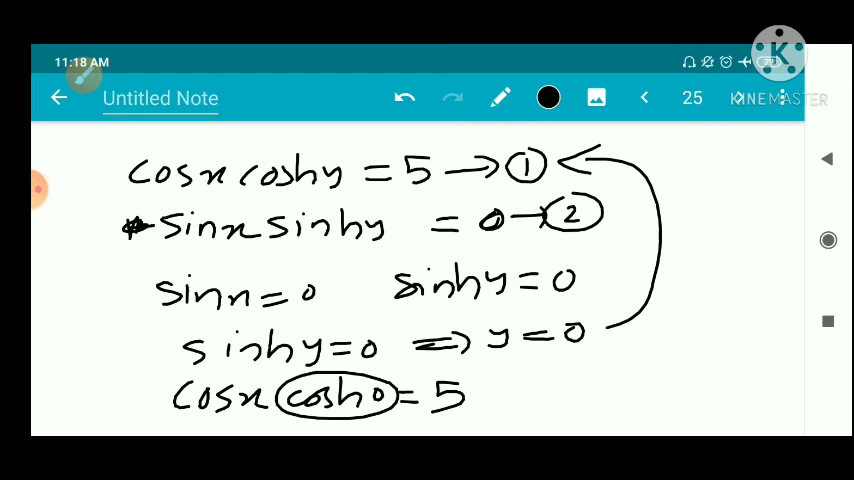 11:18 AM
79
K
KINEMASTER
Untitled Note
25
cosx coshy = 5 → ①
sinx sinhy = 0 → ②
sinx = 0 sinhy = 0
sinhy = 0 ⇒ y = 0
cosx cosh0 = 5